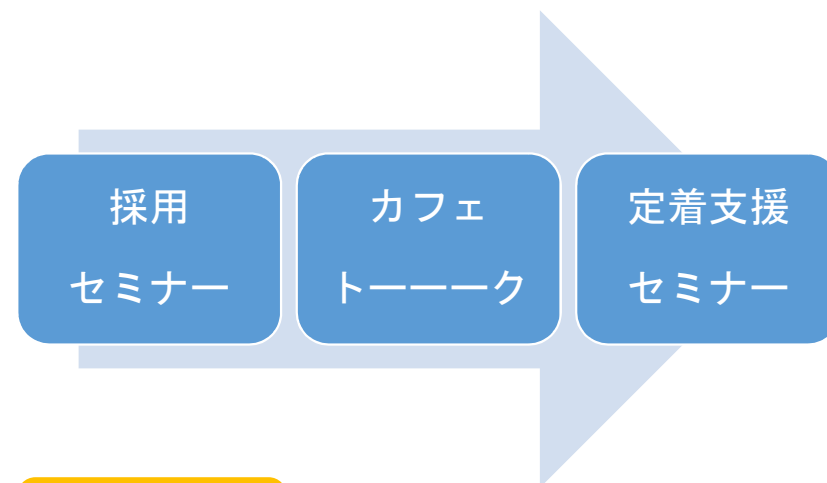 採用
セミナー
カフェ
トーーーク
定着支援
セミナー